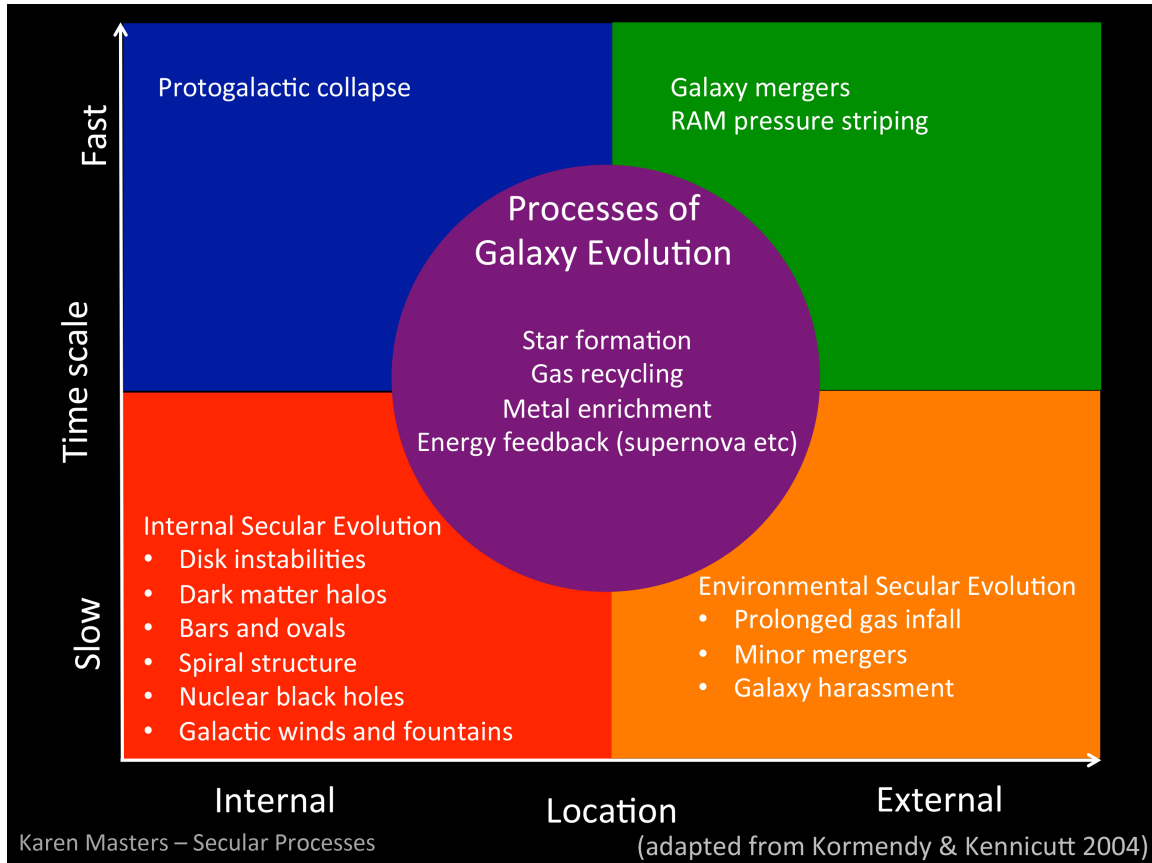 Protogalactic collapse
Galaxy mergers
RAM pressure striping
Processes of
Galaxy Evolution
Star formation
Gas recycling
Metal enrichment
Energy feedback (supernova etc)
Internal Secular Evolution
• Disk instabilities
• Dark matter halos
• Bars and ovals
• Spiral structure
• Nuclear black holes
• Galactic winds and fountains
Environmental Secular Evolution
• Prolonged gas infall
• Minor mergers
• Galaxy harassment
Fast
Time scale
Slow
Internal
Location
External
Karen Masters – Secular Processes
(adapted from Kormendy & Kennicutt 2004)